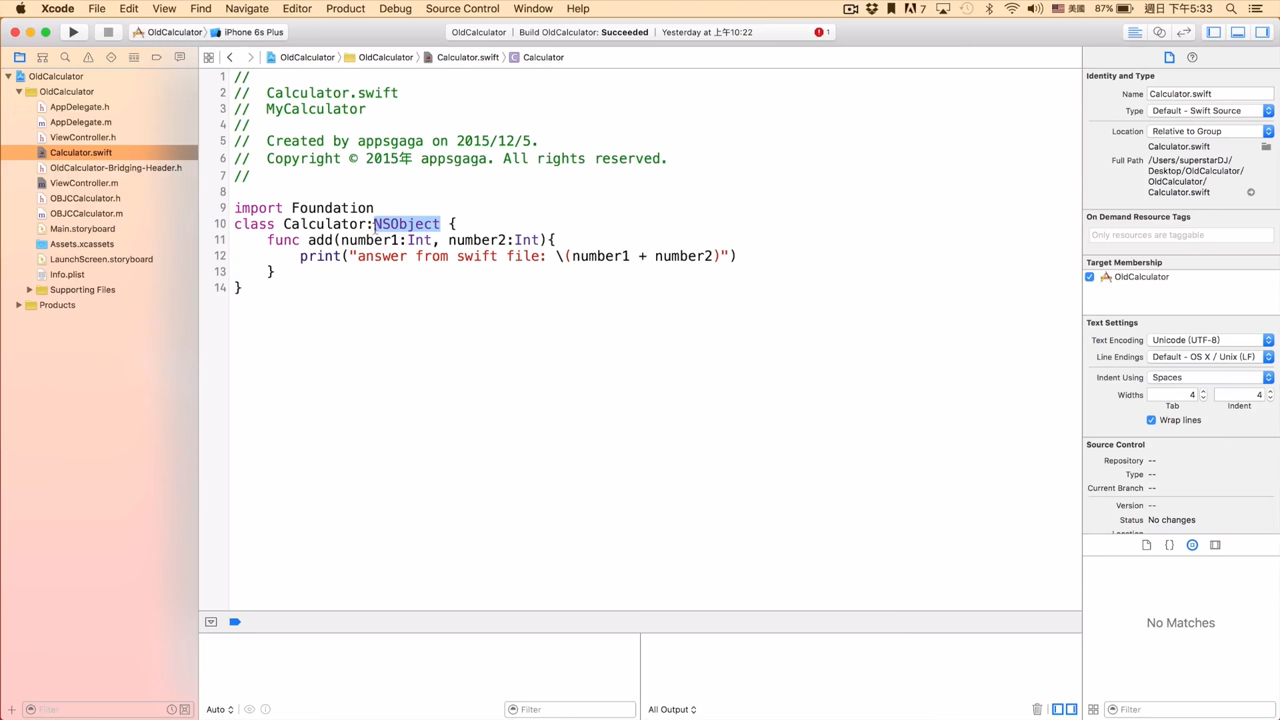 Xcode File Edit View Find Navigate Editor Product Debug Source Control Window Help 7 美國 87% 週日 下午5:33
OldCalculator iPhone 6s Plus OldCalculator Build OldCalculator: Succeeded Yesterday at 上午10:22 1
OldCalculator OldCalculator Calculator.swift C Calculator
OldCalculator
OldCalculator
AppDelegate.h
AppDelegate.m
ViewController.h
Calculator.swift
OldCalculator-Bridging-Header.h
ViewController.m
OBJCCalculator.h
OBJCCalculator.m
Main.storyboard
Assets.xcassets
LaunchScreen.storyboard
Info.plist
Supporting Files
Products
Filter
1 //
2 // Calculator.swift
3 // MyCalculator
4 //
5 // Created by appsgaga on 2015/12/5.
6 // Copyright © 2015年 appsgaga. All rights reserved.
7 //
8
9 import Foundation
10 class Calculator:NSObject {
11 func add(number1:Int, number2:Int){
12 print("answer from swift file: \(number1 + number2)")
13 }
14 }
Auto
Filter
All Output
Identity and Type
Name Calculator.swift
Type Default - Swift Source
Location Relative to Group
Calculator.swift
Full Path /Users/superstarDJ/
Desktop/OldCalculator/
OldCalculator/
Calculator.swift
On Demand Resource Tags
Only resources are taggable
Target Membership
OldCalculator
Text Settings
Text Encoding Unicode (UTF-8)
Line Endings Default - OS X / Unix (LF)
Indent Using Spaces
Widths 4 4
Tab Indent
Wrap lines
Source Control
Repository --
Type --
Current Branch --
Version --
Status No changes
Location
No Matches
Filter